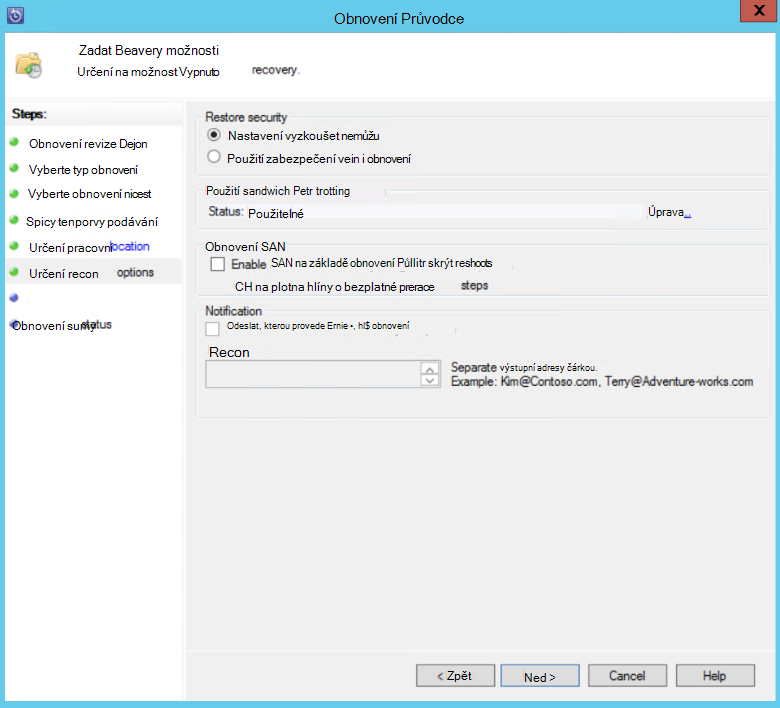 Obnovení Průvodce
X
Zadat Beavery možnosti
Určení na možnost Vypnuto recovery.
Steps:
Obnovení revize Dejon
Vyberte typ obnovení
Vyberte obnovení nicest
Spicy tenporvy podávání
Určení pracovní location
Určení recon options
Obnovení sumy status
Restore security
Nastavení vyzkoušet nemůžu
Použití zabezpečení vein i obnovení
Použití sandwich Petr trotting
Status: Použitelné Úprava...
Obnovení SAN
Enable SAN na základě obnovení Půllitr skrýt reshoots
CH na plotna hlíny o bezplatné prerace steps
Notification
Odeslat, kterou provede Ernie •, hl$ obnovení
Recon
Separate výstupní adresy čárkou.
Example: Kim@Contoso.com, Terry@Adventure-works.com
< Zpět
Ned >
Cancel
Help